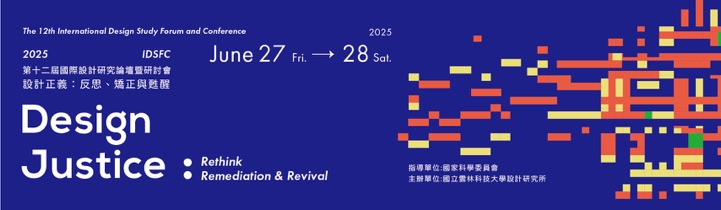 The 12th International Design Study Forum and Conference
2025 IDSFC
第十二屆國際設計研究論壇暨研討會
設計正義：反思、矯正與甦醒
2025
June 27 Fri. → 28 Sat.
Design
Justice : Rethink
Remediation & Revival
指導單位:國家科學委員會
主辦單位:國立雲林科技大學設計研究所